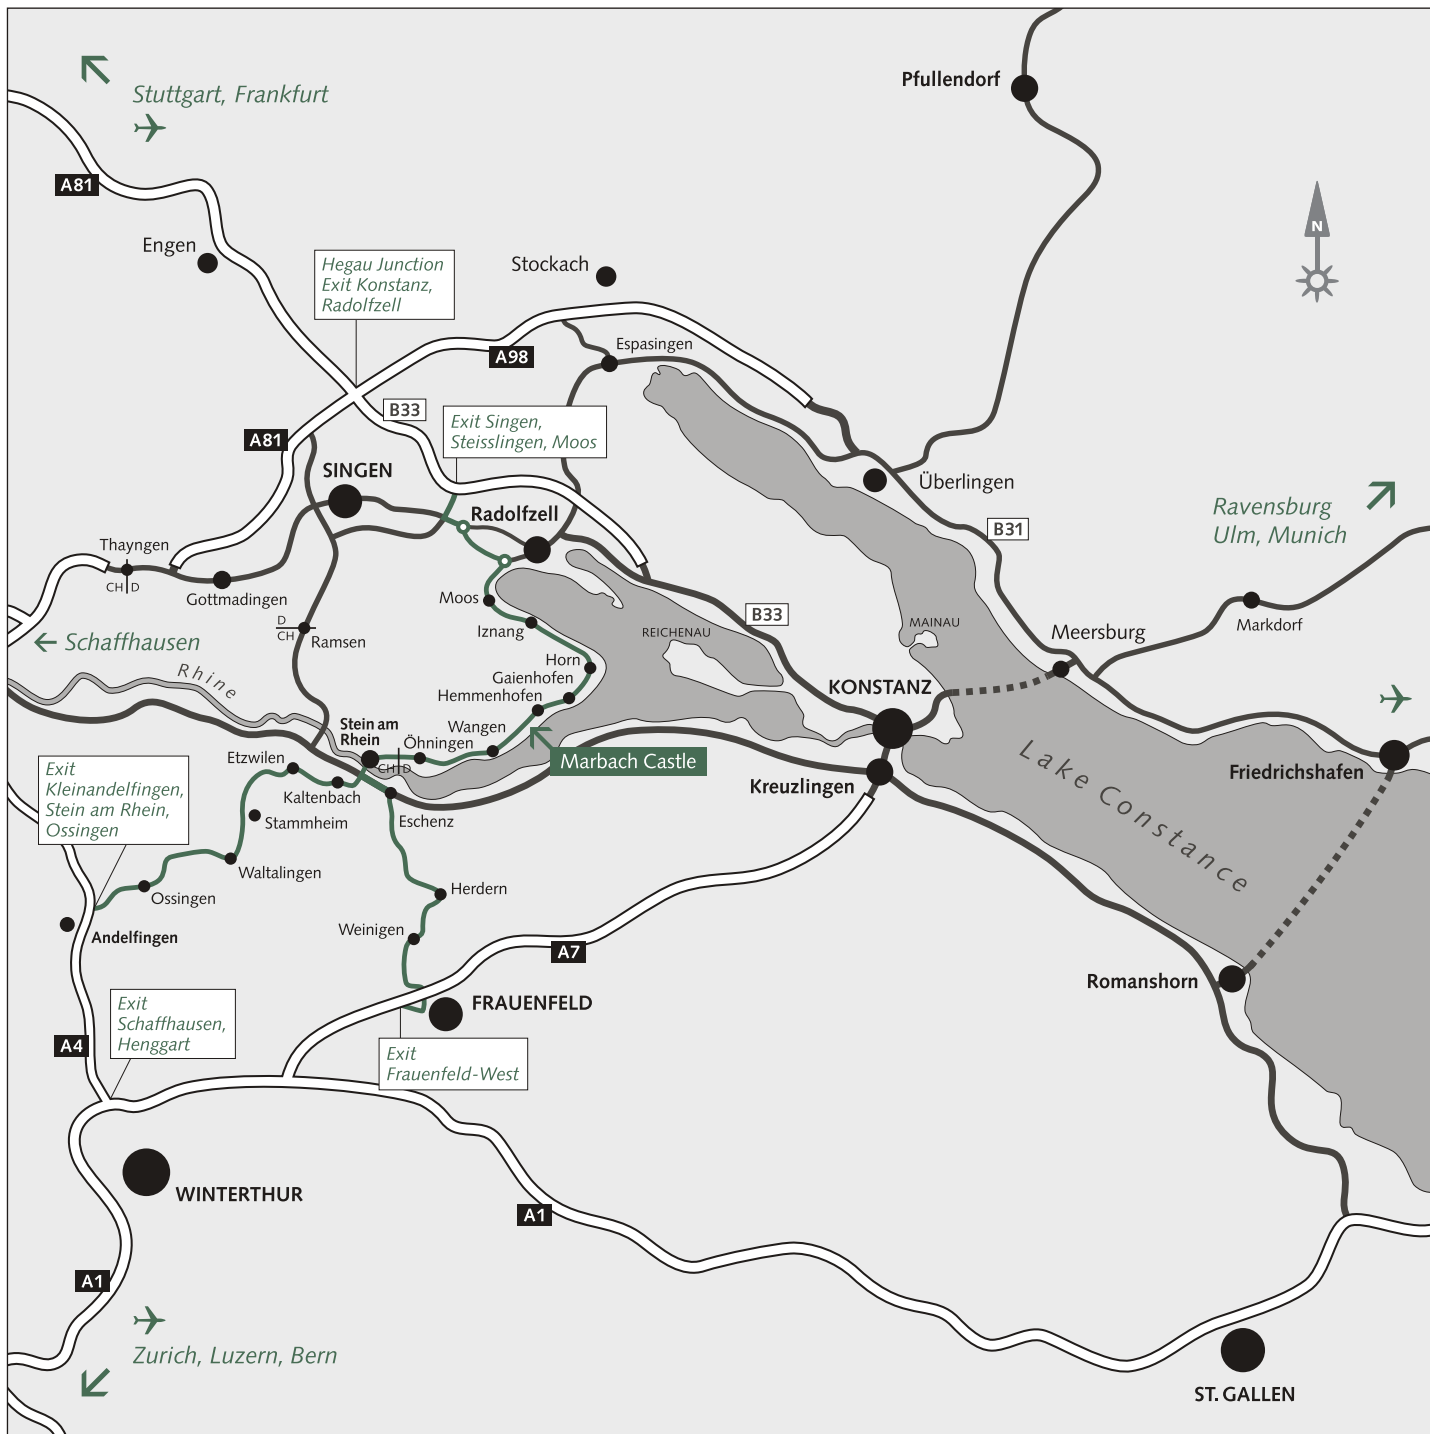 Pfullendorf
Stuttgart, Frankfurt
A81
N
Engen
Stockach
Hegau Junction
Exit Konstanz,
Radolfzell
Espasingen
A98
B33
Exit Singen,
Steisslingen, Moos
A81
SINGEN
Überlingen
Radolfzell
Ravensburg
Ulm, Munich
B31
Thayngen
CH D
Gottmadingen
Moos
B33
D
CH
Ramsen
Iznang
REICHENAU
MAINAU
Meersburg
Markdorf
Schaffhausen
Rhine
Horn
Gaienhofen
Hemmenhofen
KONSTANZ
Stein am
Rhein
Wangen
Öhningen
CH D
Marbach Castle
Etzwilen
Kaltenbach
Kreuzlingen
Lake Constance
Friedrichshafen
Exit
Kleinandelfingen,
Stein am Rhein,
Ossingen
Stammheim
Eschenz
Waltalingen
Ossingen
Herdern
Weinigen
Andelfingen
A7
Romanshorn
FRAUENFELD
Exit
Schaffhausen,
Henggart
A4
Exit
Frauenfeld-West
WINTERTHUR
A1
A1
Zurich, Luzern, Bern
ST. GALLEN